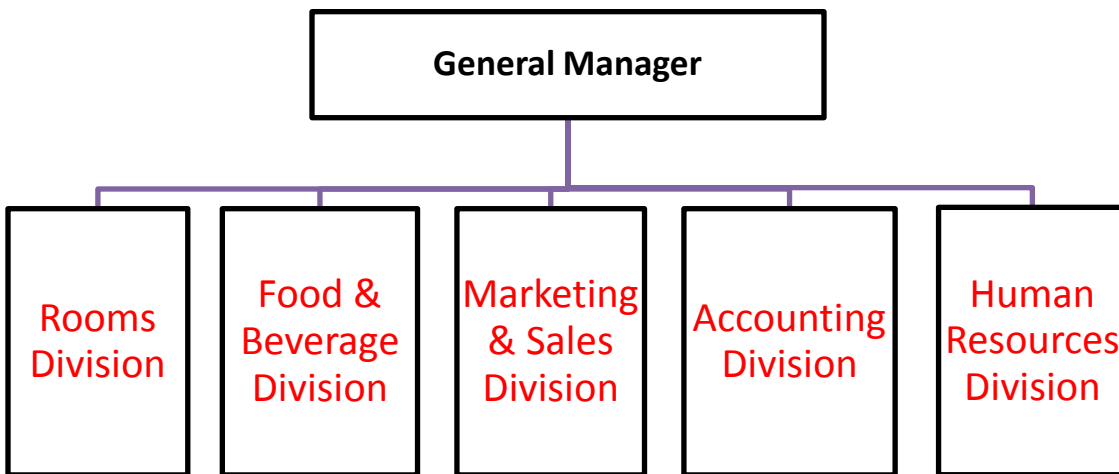 General Manager
Rooms
Division
Food &
Beverage
Division
Marketing
& Sales
Division
Accounting
Division
Human
Resources
Division